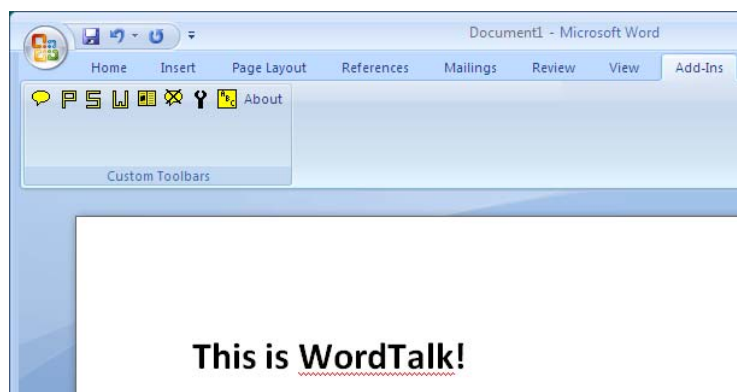 Document1 - Microsoft Word
Home Insert Page Layout References Mailings Review View Add-Ins
P S W ABC About
Custom Toolbars
This is WordTalk!